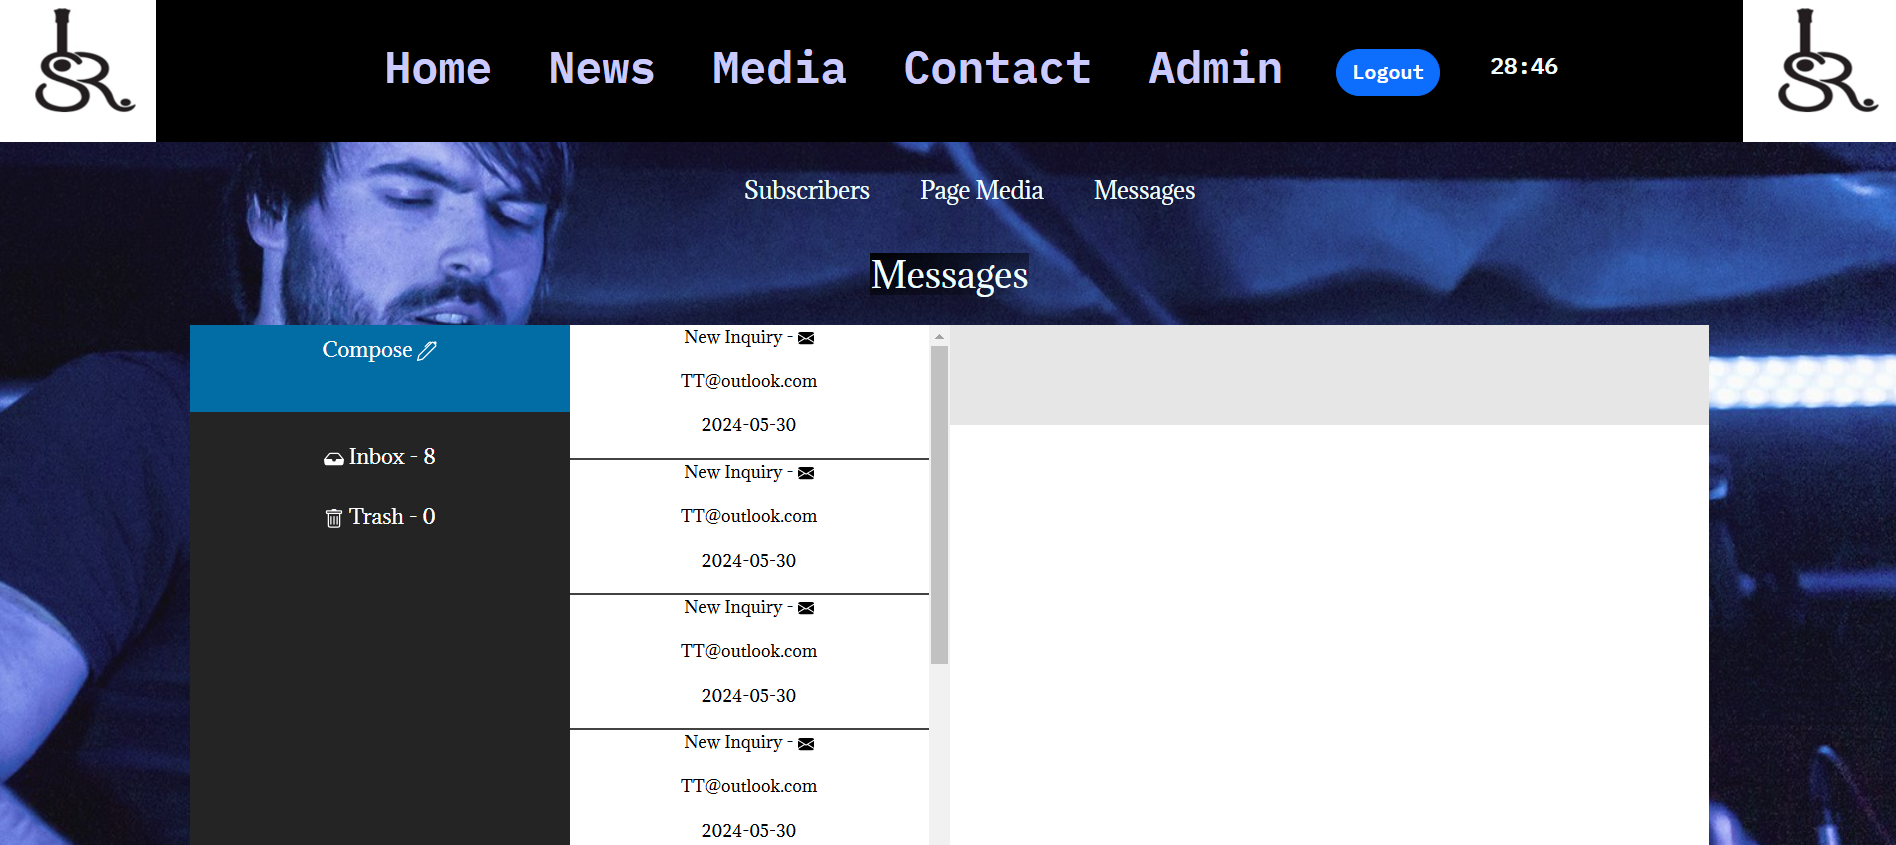 Home News Media Contact Admin Logout 28:46
Subscribers Page Media Messages
Messages
Compose
Inbox - 8
Trash - 0
New Inquiry -
TT@outlook.com
2024-05-30
New Inquiry -
TT@outlook.com
2024-05-30
New Inquiry -
TT@outlook.com
2024-05-30
New Inquiry -
TT@outlook.com
2024-05-30